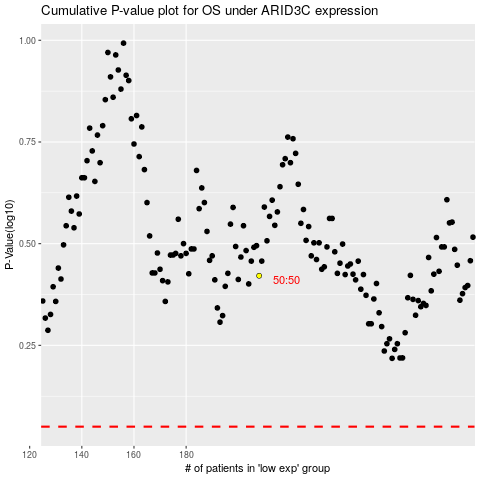 Cumulative P-value plot for OS under ARID3C expression
P-Value(log10)
1.00
0.75
0.50
0.25
50:50
120 140 160 180
# of patients in 'low exp' group